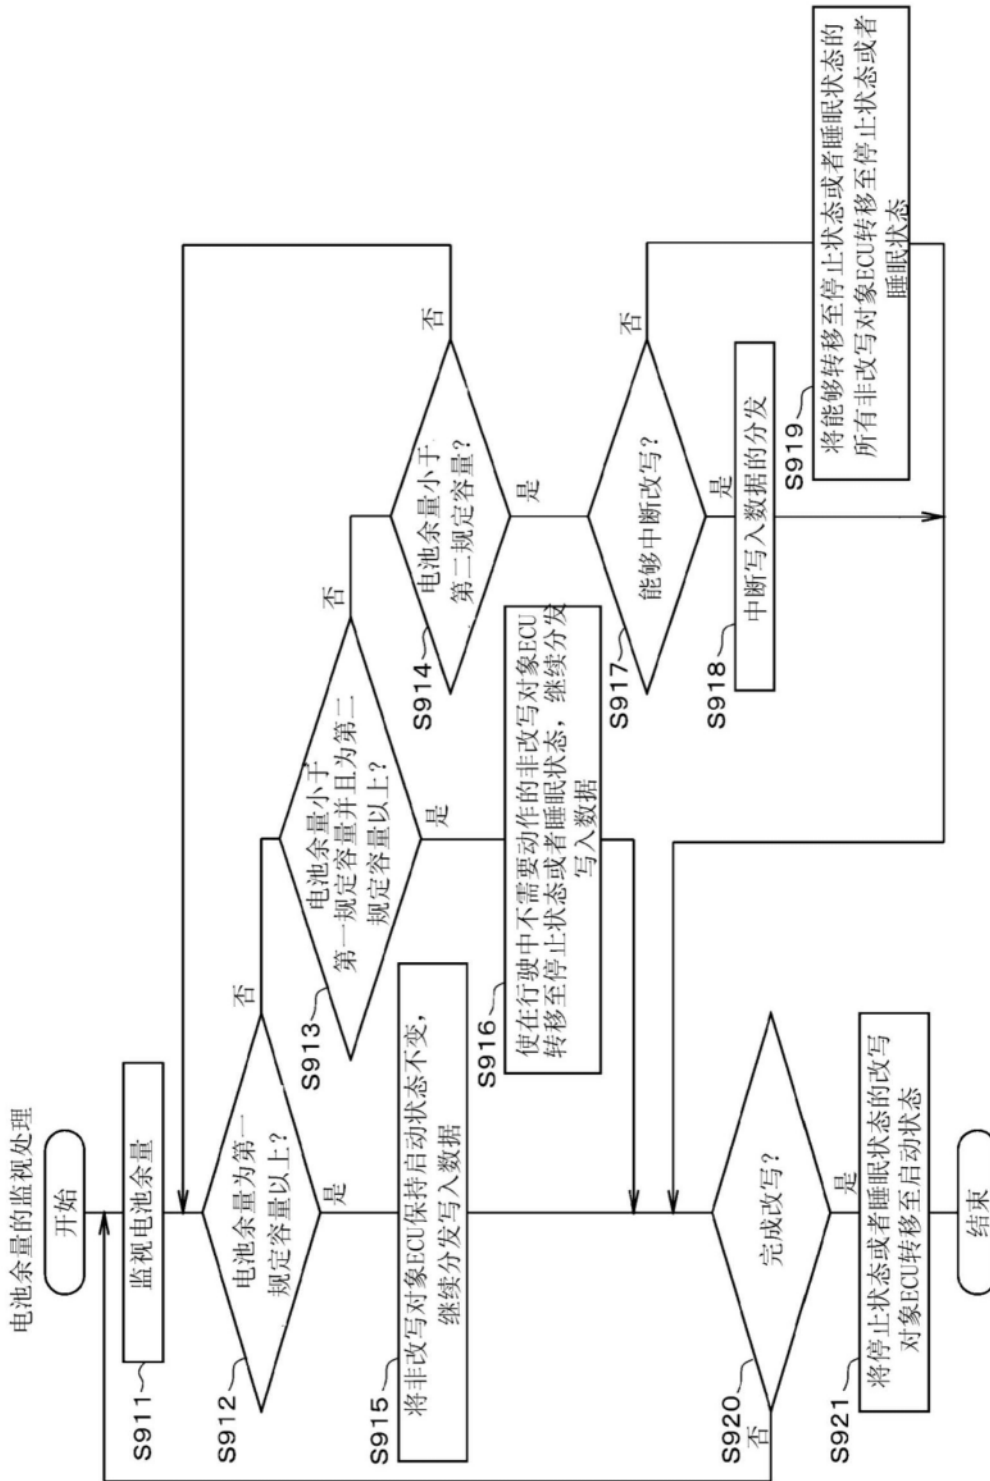 电池余量的监视处理
开始
S911
监视电池余量
S912
电池余量为第一
规定容量以上？
否
是
S913
电池余量小于
第一规定容量并且为第二
规定容量以上？
否
是
S914
电池余量小于
第二规定容量？
否
是
S915
将非改写对象ECU保持启动状态不变，
继续分发写入数据
S916
使在行驶中不需要动作的非改写对象ECU
转移至停止状态或者睡眠状态，继续分发
写入数据
S917
能够中断改写？
否
是
S918
中断写入数据的分发
S919
将能够转移至停止状态或者睡眠状态的
所有非改写对象ECU转移至停止状态或者
睡眠状态
S920
完成改写？
否
是
S921
将停止状态或者睡眠状态的改写
对象ECU转移至启动状态
结束